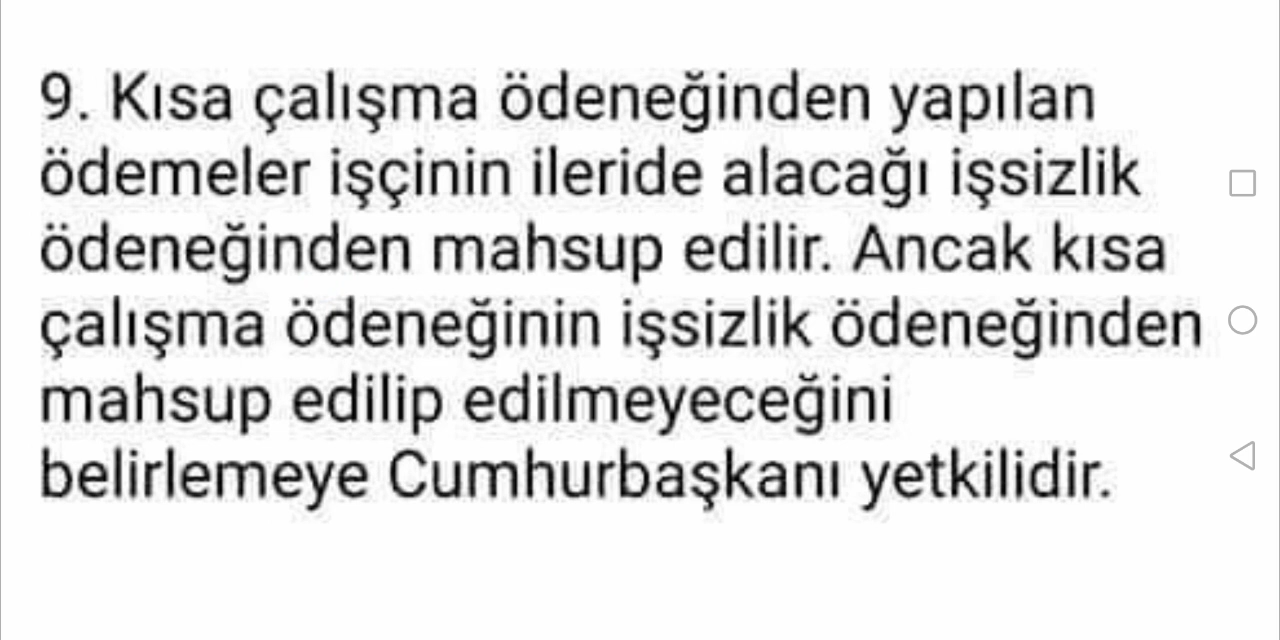 9. Kısa çalışma ödeneğinden yapılan
ödemeler işçinin ileride alacağı işsizlik
ödeneğinden mahsup edilir. Ancak kısa
çalışma ödeneğinin işsizlik ödeneğinden
mahsup edilip edilmeyeceğini
belirlemeye Cumhurbaşkanı yetkilidir.